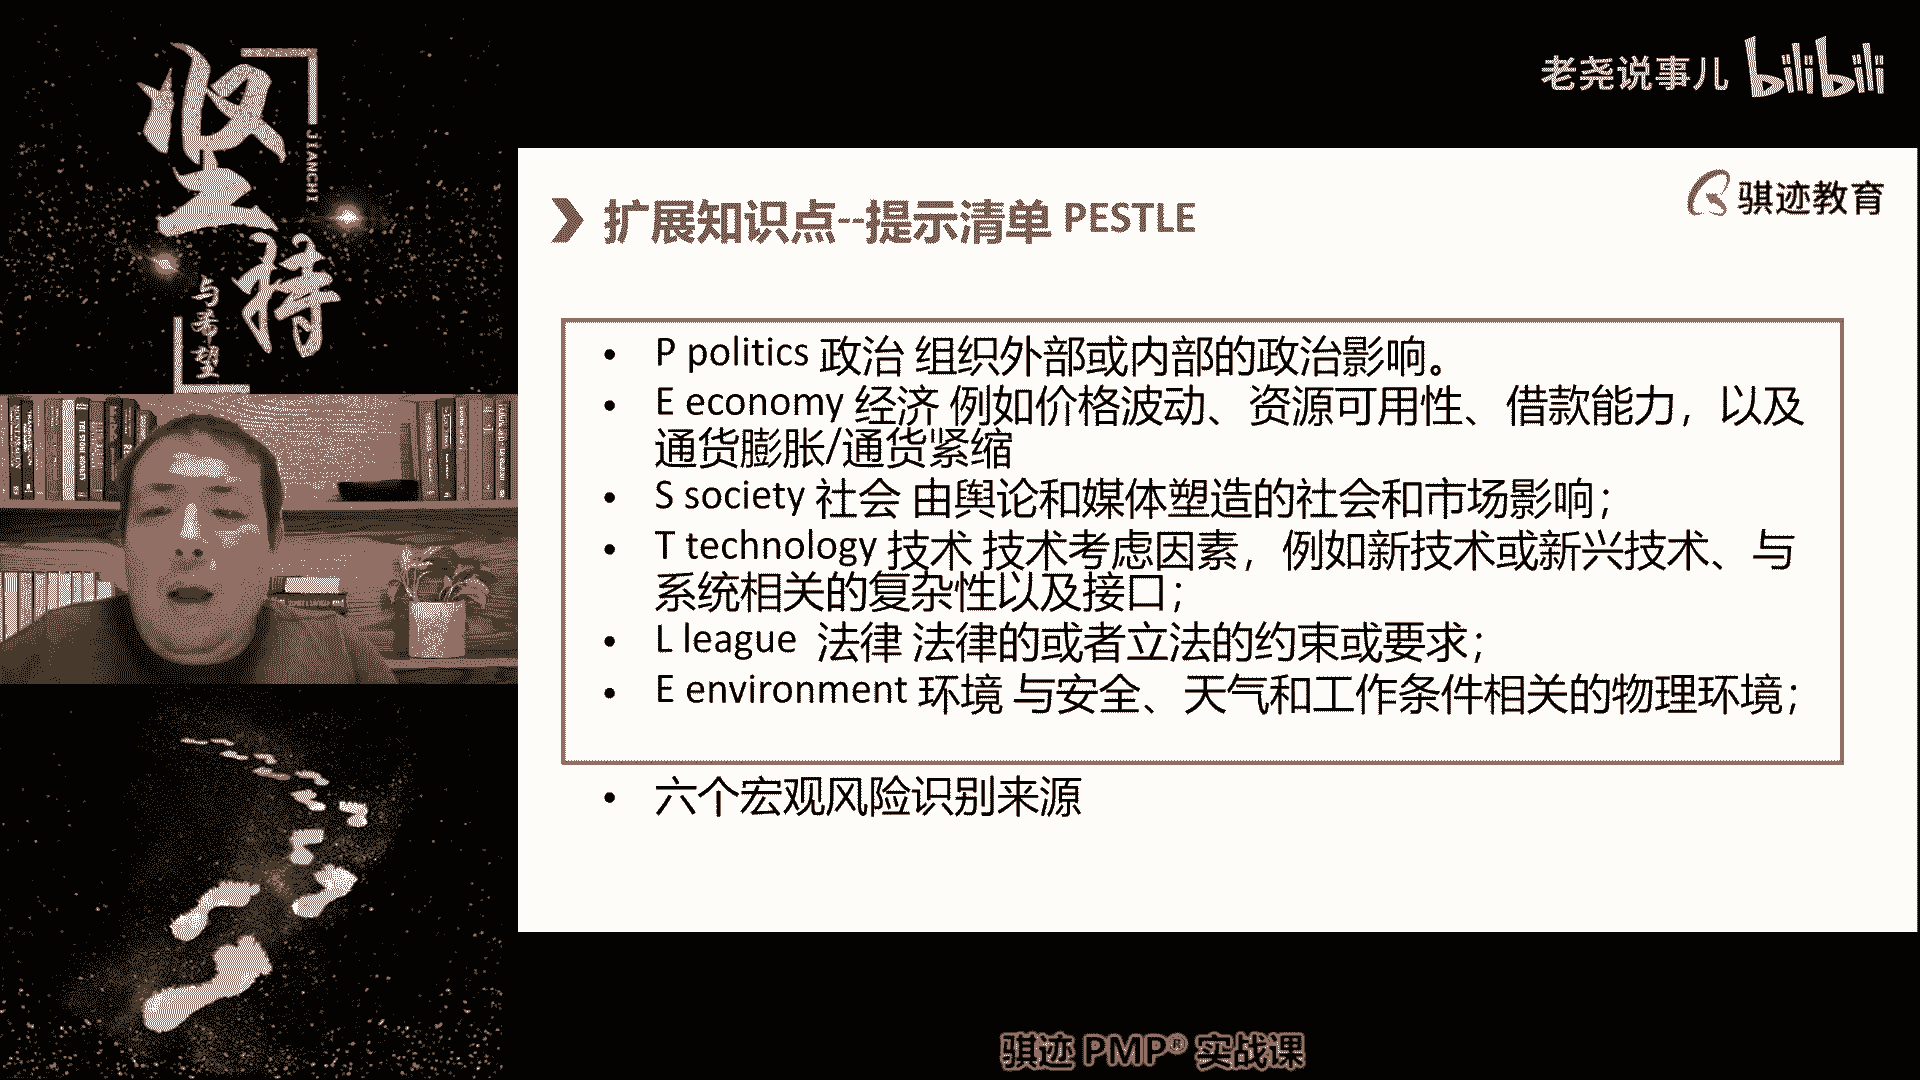 坚持
JIANCHI
与希望
老尧说事儿 bilibili
骐迹教育
扩展知识点--提示清单 PESTLE
• P politics 政治 组织外部或内部的政治影响。
• E economy 经济 例如价格波动、资源可用性、借款能力，以及
通货膨胀/通货紧缩
• S society 社会 由舆论和媒体塑造的社会和市场影响；
• T technology 技术 技术考虑因素，例如新技术或新兴技术、与
系统相关的复杂性以及接口；
• L league 法律 法律的或者立法的约束或要求；
• E environment 环境 与安全、天气和工作条件相关的物理环境；
• 六个宏观风险识别来源
骐迹 PMP® 实战课